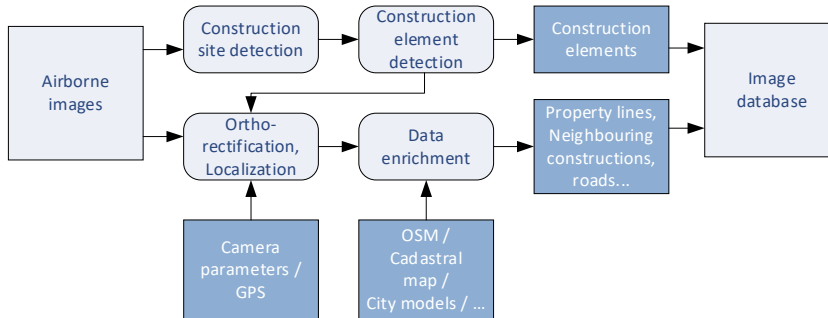 Airborne
images
Construction
site detection
Construction
element
detection
Construction
elements
Image
database
Ortho-
rectification,
Localization
Data
enrichment
Property lines,
Neighbouring
constructions,
roads...
Camera
parameters /
GPS
OSM /
Cadastral
map /
City models / ...